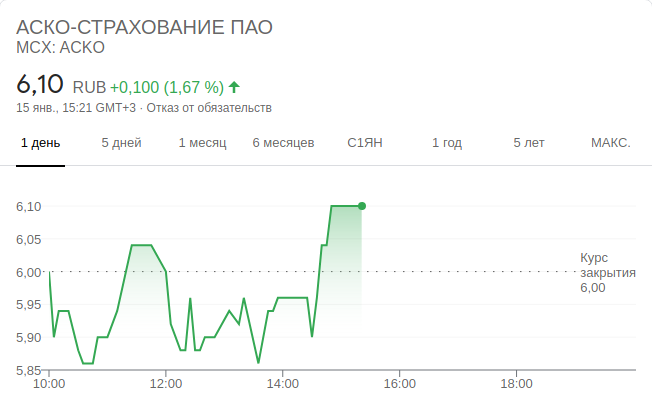 АСКО-СТРАХОВАНИЕ ПАО
MCX: ACKO
6,10 RUB +0,100 (1,67 %)
15 янв., 15:21 GMT+3 · Отказ от обязательств
1 день 5 дней 1 месяц 6 месяцев С1ЯН 1 год 5 лет МАКС.
6,10
6,05
6,00
5,95
5,90
5,85
Курс
закрытия
6,00
10:00 12:00 14:00 16:00 18:00